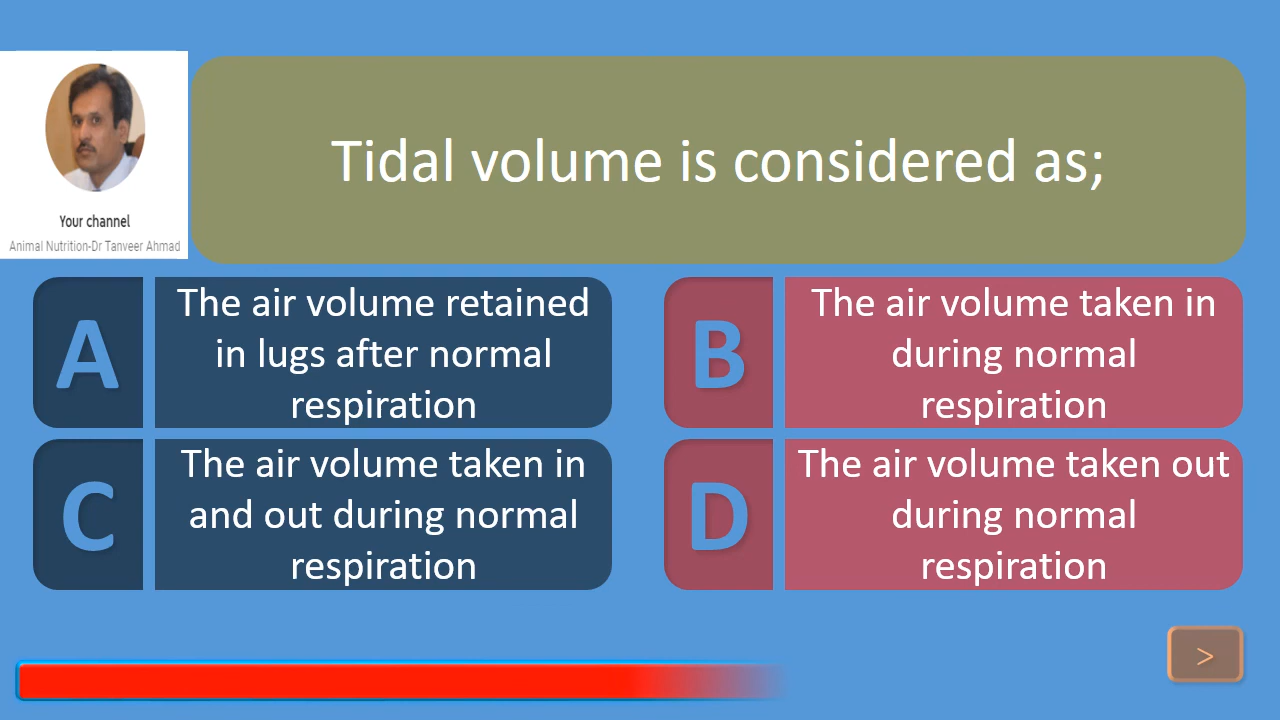 Tidal volume is considered as;
Your channel
Animal Nutrition-Dr Tanveer Ahmad
A
The air volume retained
in lugs after normal
respiration
B
The air volume taken in
during normal
respiration
C
The air volume taken in
and out during normal
respiration
D
The air volume taken out
during normal
respiration
>